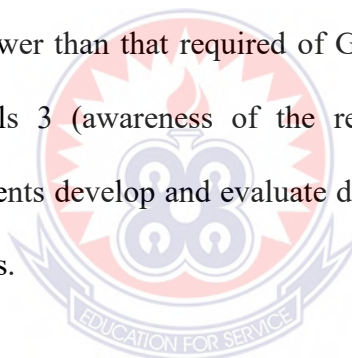 wer than that required of G
ls 3 (awareness of the re
ents develop and evaluate d
s.
EDUCATION FOR SERVICE